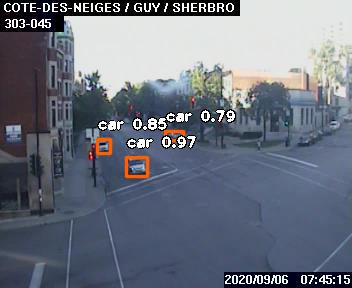 COTE-DES-NEIGES / GUY / SHERBRO
303-045
car 0.79
car 0.85
car 0.97
2020/09/06 07:45:15